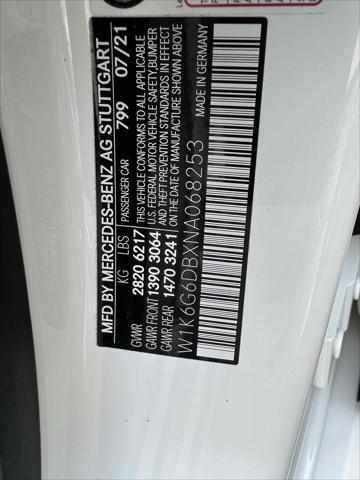 MFD BY MERCEDES-BENZ AG STUTTGART
PASSENGER CAR 799 07/21
KG LBS
GVWR 2820 6217
GAWR FRONT 1390 3064
GAWR REAR 1470 3241
THIS VEHICLE CONFORMS TO ALL APPLICABLE
U.S. FEDERAL MOTOR VEHICLE SAFETY,BUMPER
AND THEFT PREVENTION STANDARDS IN EFFECT
ON THE DATE OF MANUFACTURE SHOWN ABOVE
W1K6G6DBXNA068253
MADE IN GERMANY